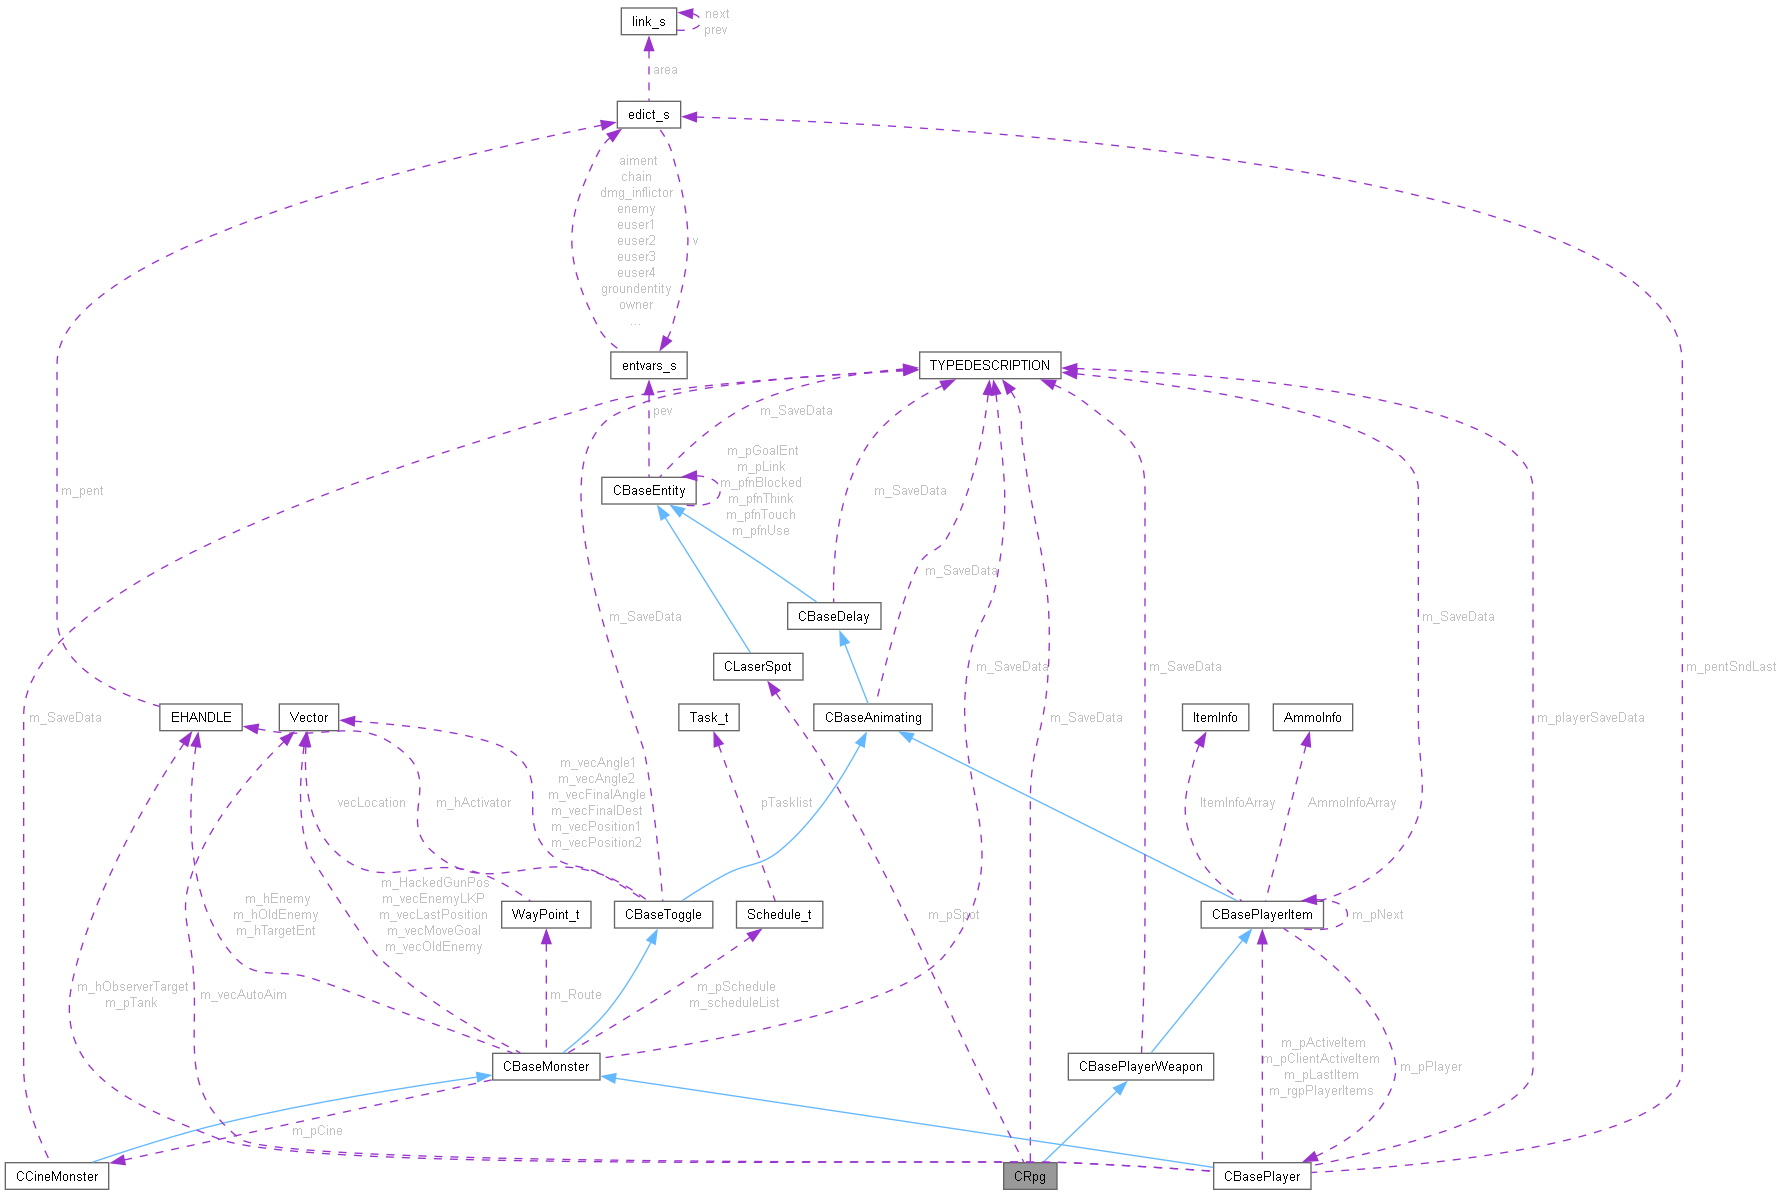 link_s
next
prev
area
edict_s
aiment
chain
dmg_inflictor
enemy
euser1
euser2
euser3
euser4
groundentity
owner
...
v
entvars_s
TYPEDESCRIPTION
pev
m_SaveData
m_pGoalEnt
m_pLink
m_pfnBlocked
m_pfnThink
m_pfnTouch
m_pfnUse
m_pent
CBaseEntity
m_SaveData
m_SaveData
m_SaveData
CBaseDelay
m_SaveData
CLaserSpot
m_SaveData
m_SaveData
m_pentSndLast
m_SaveData
EHANDLE
Vector
Task_t
CBaseAnimating
m_SaveData
ItemInfo
AmmoInfo
m_playerSaveData
m_vecAngle1
m_vecAngle2
m_vecFinalAngle
m_vecFinalDest
m_vecPosition1
m_vecPosition2
vecLocation
m_hActivator
pTasklist
ItemInfoArray
AmmoInfoArray
m_hEnemy
m_hOldEnemy
m_hTargetEnt
m_HackedGunPos
m_vecEnemyLKP
m_vecLastPosition
m_vecMoveGoal
m_vecOldEnemy
WayPoint_t
CBaseToggle
Schedule_t
m_pSpot
CBasePlayerItem
m_pNext
m_hObserverTarget
m_pTank
m_vecAutoAim
m_Route
m_pSchedule
m_scheduleList
CBaseMonster
CBasePlayerWeapon
m_pActiveItem
m_pClientActiveItem
m_pLastItem
m_rgpPlayerItems
m_pPlayer
m_pCine
CCineMonster
CRpg
CBasePlayer